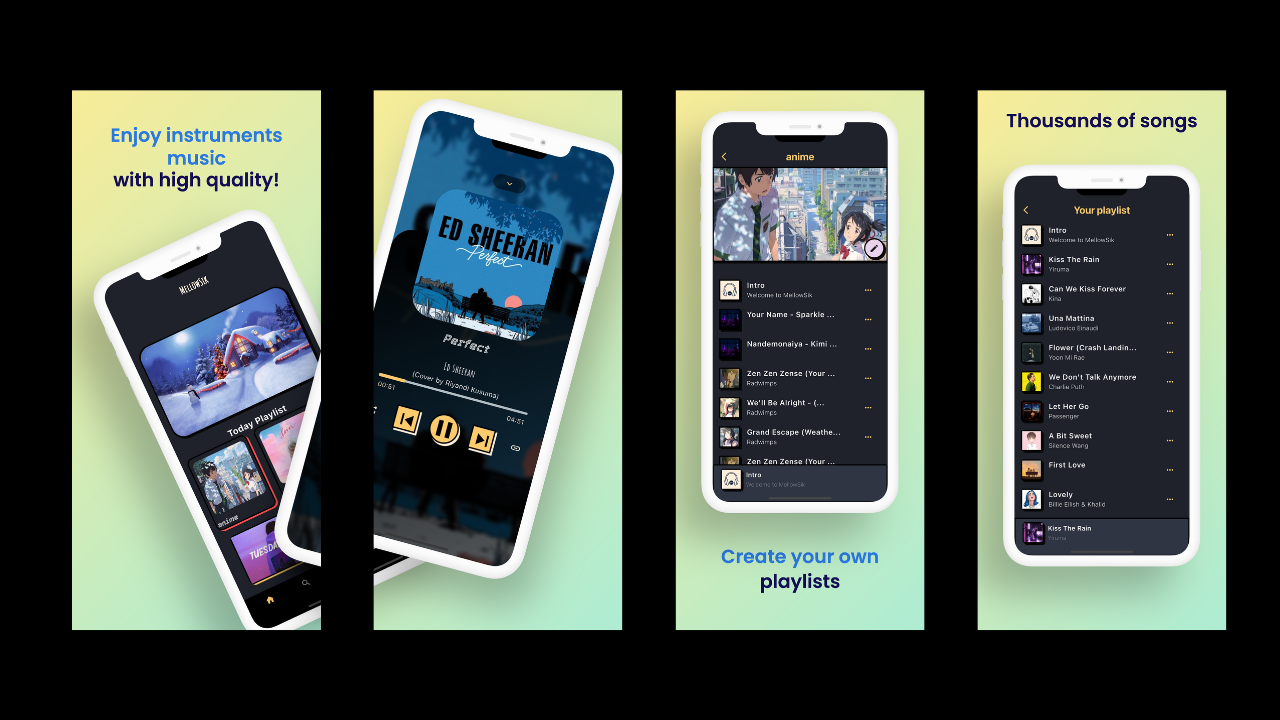 Enjoy instruments
music
with high quality!
MELLOWSIK
Today Playlist
anime
TUESDA
ED SHEERAN
Perfect
Perfect
ED SHEERAN
(Cover by Riyandi Kusuma)
00:51
04:51
anime
Intro
Welcome to MellowSik
Your Name - Sparkle ...
Nandemonaiya - Kimi ...
Zen Zen Zense (Your ...
Radwimps
We'll Be Alright - (...
Radwimps
Grand Escape (Weathe...
Radwimps
Zen Zen Zense (Your ...
Intro
Welcome to MellowSik
Create your own
playlists
Thousands of songs
Your playlist
Intro
Welcome to MellowSik
Kiss The Rain
Yiruma
Can We Kiss Forever
Kina
Una Mattina
Ludovico Einaudi
Flower (Crash Landin...
Yoon Mi Rae
We Don't Talk Anymore
Charlie Puth
Let Her Go
Passenger
A Bit Sweet
Silence Wang
First Love
Lovely
Billie Eilish & Khalid
Kiss The Rain
Yiruma